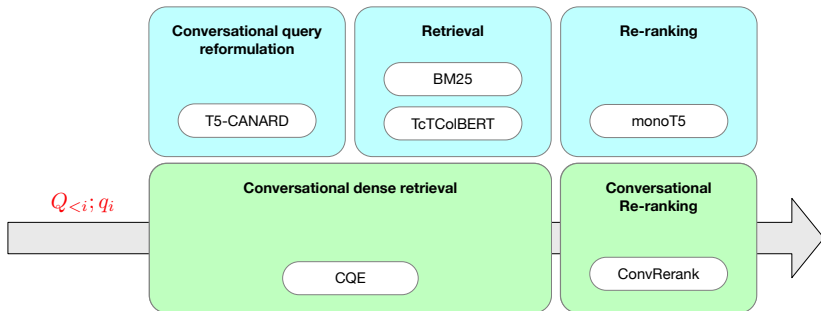 Conversational query
reformulation
T5-CANARD
Retrieval
BM25
TcTColBERT
Re-ranking
monoT5
Q<i; qi
Conversational dense retrieval
CQE
Conversational
Re-ranking
ConvRerank